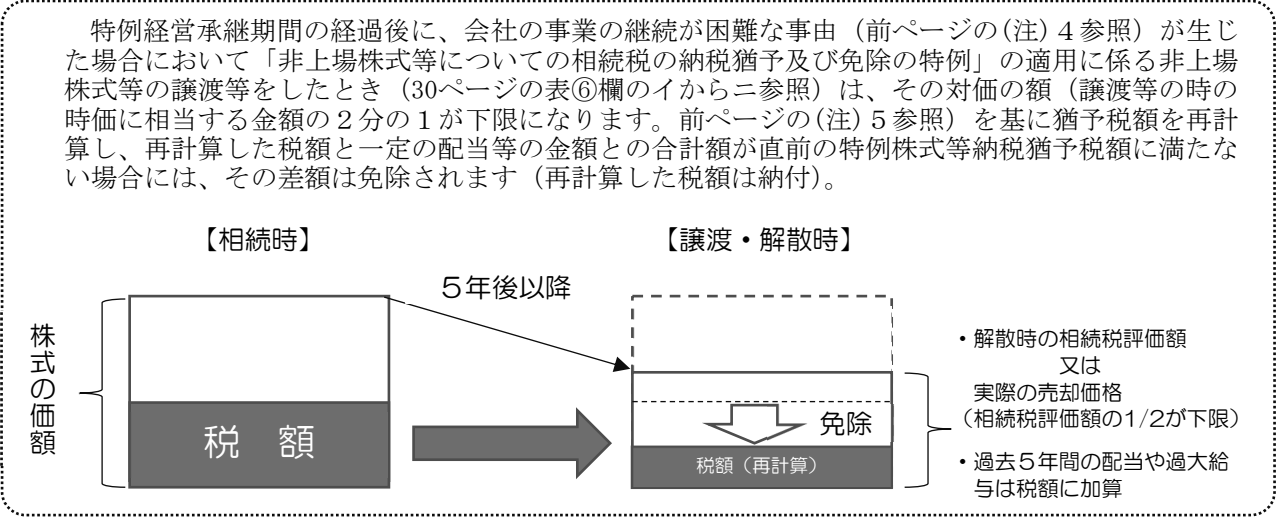 特例経営承継期間の経過後に、会社の事業の継続が困難な事由（前ページの(注)４参照）が生じ
た場合において「非上場株式等についての相続税の納税猶予及び免除の特例」の適用に係る非上場
株式等の譲渡等をしたとき（30ページの表⑥欄のイからニ参照）は、その対価の額（譲渡等の時の
時価に相当する金額の２分の１が下限になります。前ページの(注)５参照）を基に猶予税額を再計
算し、再計算した税額と一定の配当等の金額との合計額が直前の特例株式等納税猶予税額に満たな
い場合には、その差額は免除されます（再計算した税額は納付）。
【相続時】
【譲渡・解散時】
５年後以降
株式の価額
税　額
免除
税額（再計算）
・解散時の相続税評価額
又は
実際の売却価格
（相続税評価額の1/2が下限）
・過去５年間の配当や過大給
与は税額に加算